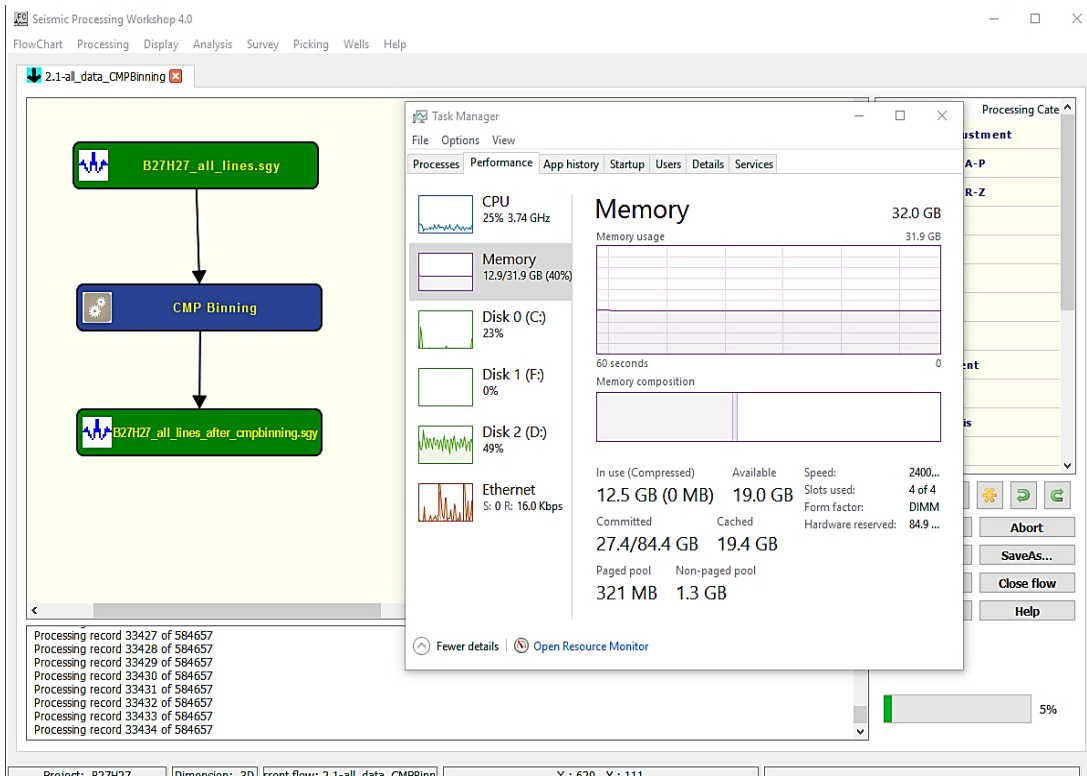 Seismic Processing Workshop 4.0
FlowChart Processing Display Analysis Survey Picking Wells Help
2.1-all_data_CMPBinning
B27H27_all_lines.sgy
CMP Binning
B27H27_all_lines_after_cmpbinning.sgy
Processing Cate
ustment
A-P
R-Z
ent
is
Task Manager
File Options View
Processes Performance App history Startup Users Details Services
CPU
25% 3.74 GHz
Memory
12.9/31.9 GB (40%)
Disk 0 (C:)
23%
Disk 1 (F:)
0%
Disk 2 (D:)
49%
Ethernet
S: 0 R: 16.0 Kbps
Memory 32.0 GB
Memory usage 31.9 GB
60 seconds 0
Memory composition
In use (Compressed) Available
12.5 GB (0 MB) 19.0 GB
Committed Cached
27.4/84.4 GB 19.4 GB
Paged pool Non-paged pool
321 MB 1.3 GB
Speed: 2400...
Slots used: 4 of 4
Form factor: DIMM
Hardware reserved: 84.9 ...
Fewer details Open Resource Monitor
Abort
SaveAs...
Close flow
Help
Processing record 33427 of 584657
Processing record 33428 of 584657
Processing record 33429 of 584657
Processing record 33430 of 584657
Processing record 33431 of 584657
Processing record 33432 of 584657
Processing record 33433 of 584657
Processing record 33434 of 584657
5%
Project: B27H27 Dimension: 3D rrent flow: 2.1-all_data_CMPBinn X : 629 Y : 111